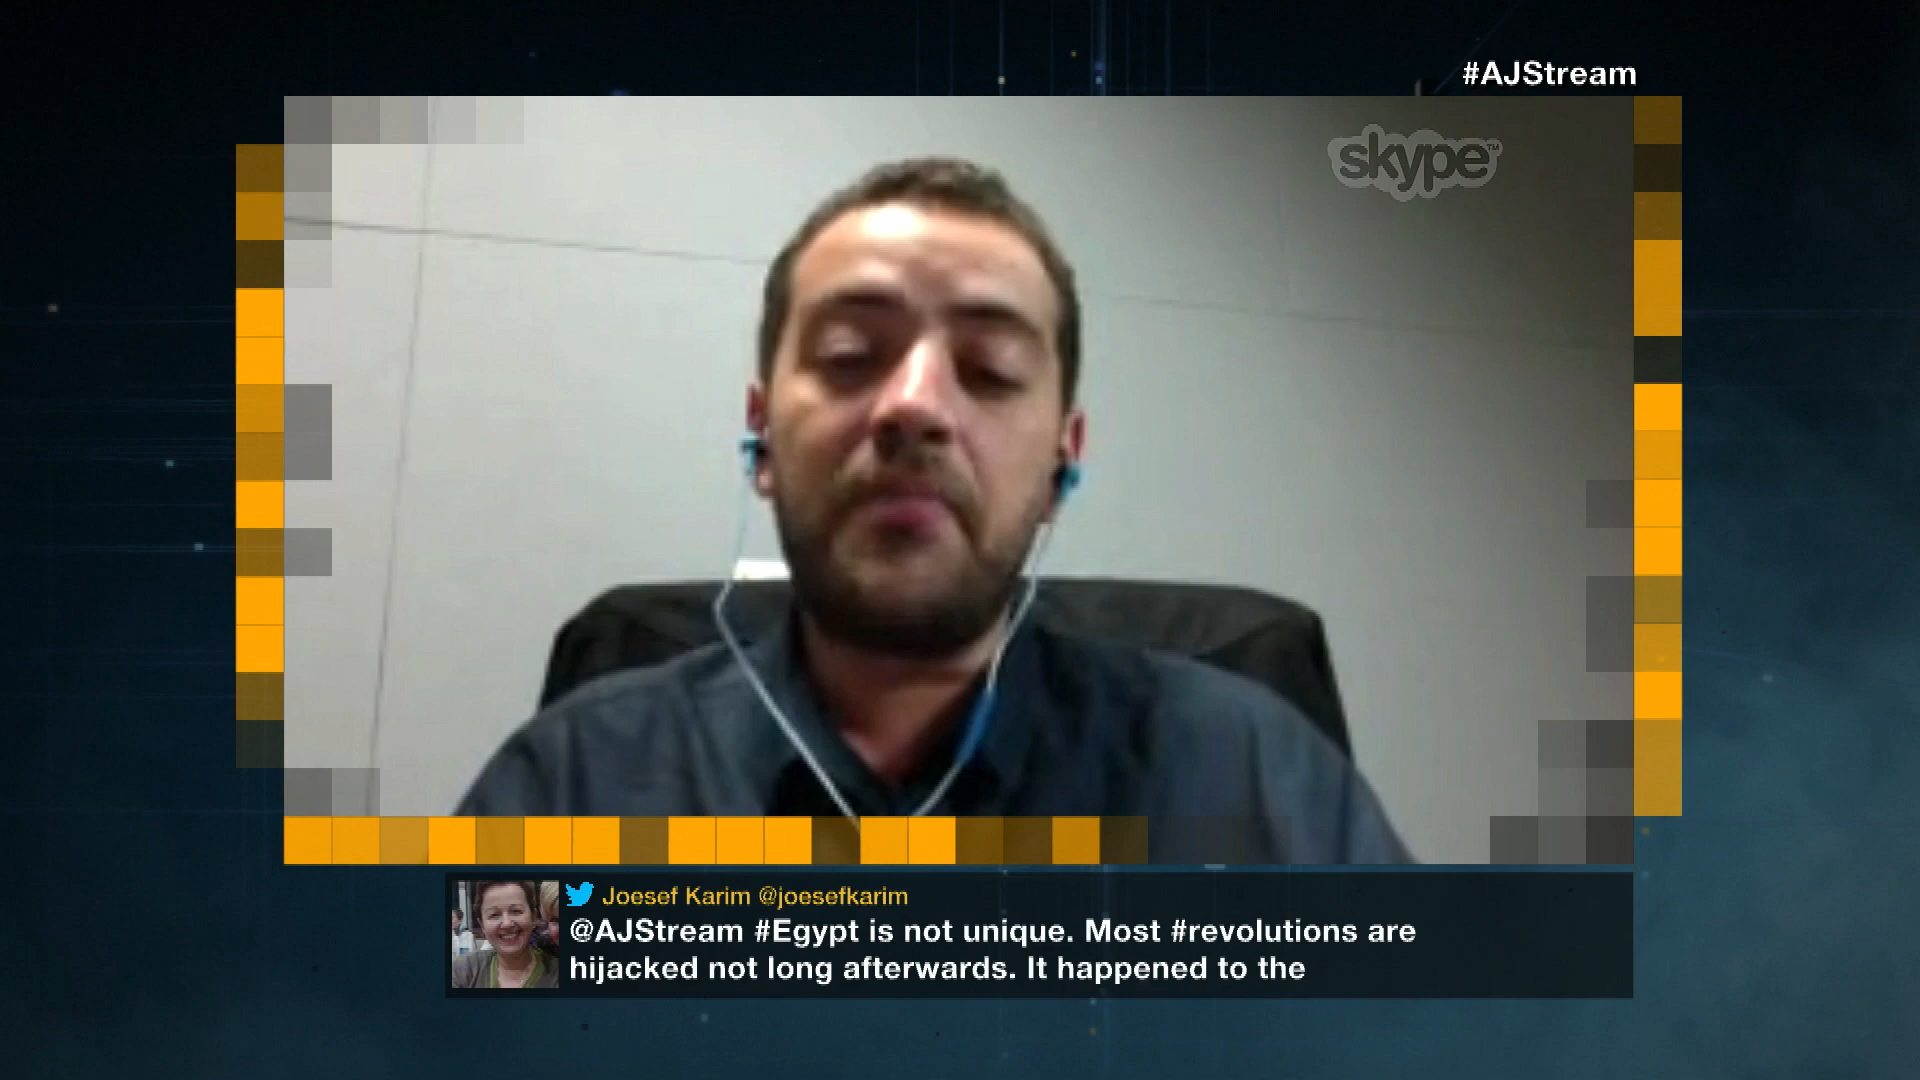 #AJStream
skype™
Joesef Karim @joesefkarim
@AJStream #Egypt is not unique. Most #revolutions are
hijacked not long afterwards. It happened to the